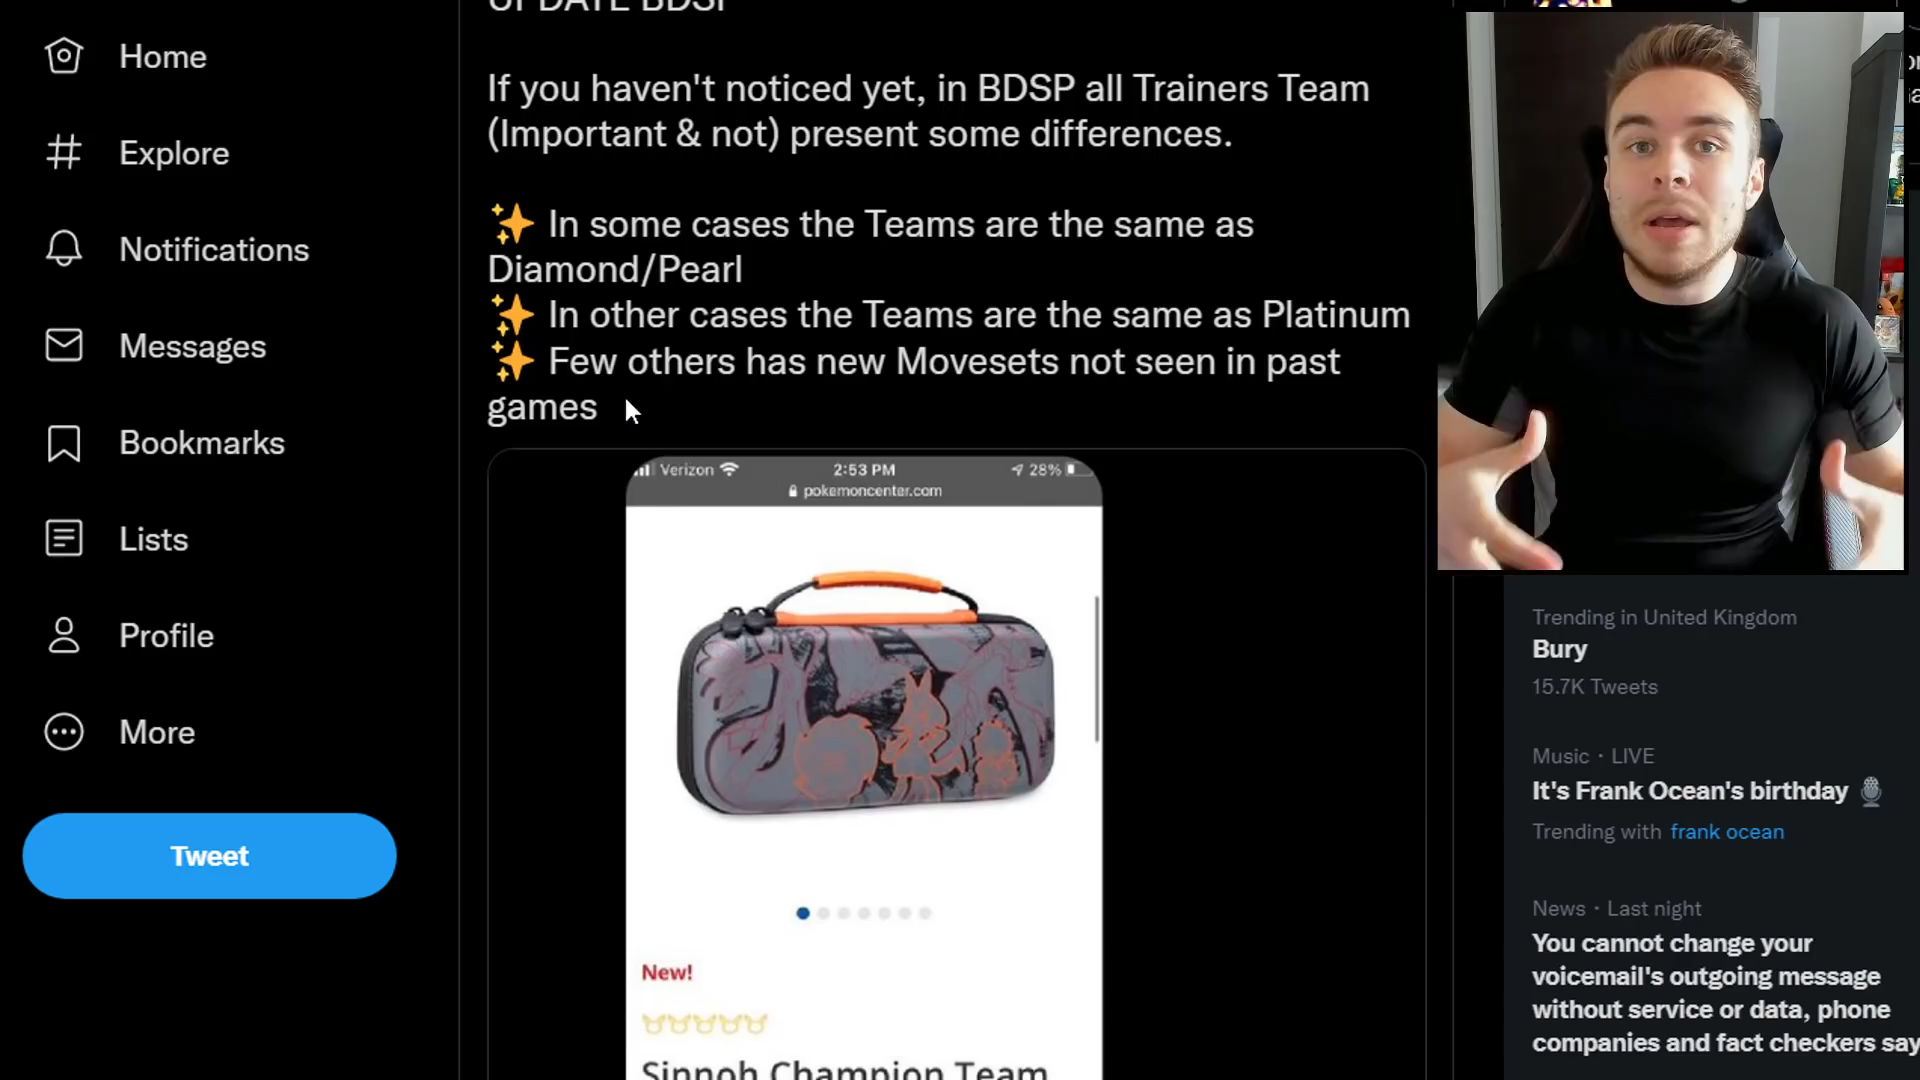 UPDATE BDSP
Home
Explore
Notifications
Messages
Bookmarks
Lists
Profile
More
Tweet
If you haven't noticed yet, in BDSP all Trainers Team
(Important & not) present some differences.
✨ In some cases the Teams are the same as
Diamond/Pearl
✨ In other cases the Teams are the same as Platinum
✨ Few others has new Movesets not seen in past
games
Verizon 2:53 PM 28%
pokemoncenter.com
New!
Sinnoh Champion Team
Trending in United Kingdom
Bury
15.7K Tweets
Music · LIVE
It's Frank Ocean's birthday 🎙
Trending with frank ocean
News · Last night
You cannot change your
voicemail's outgoing message
without service or data, phone
companies and fact checkers say